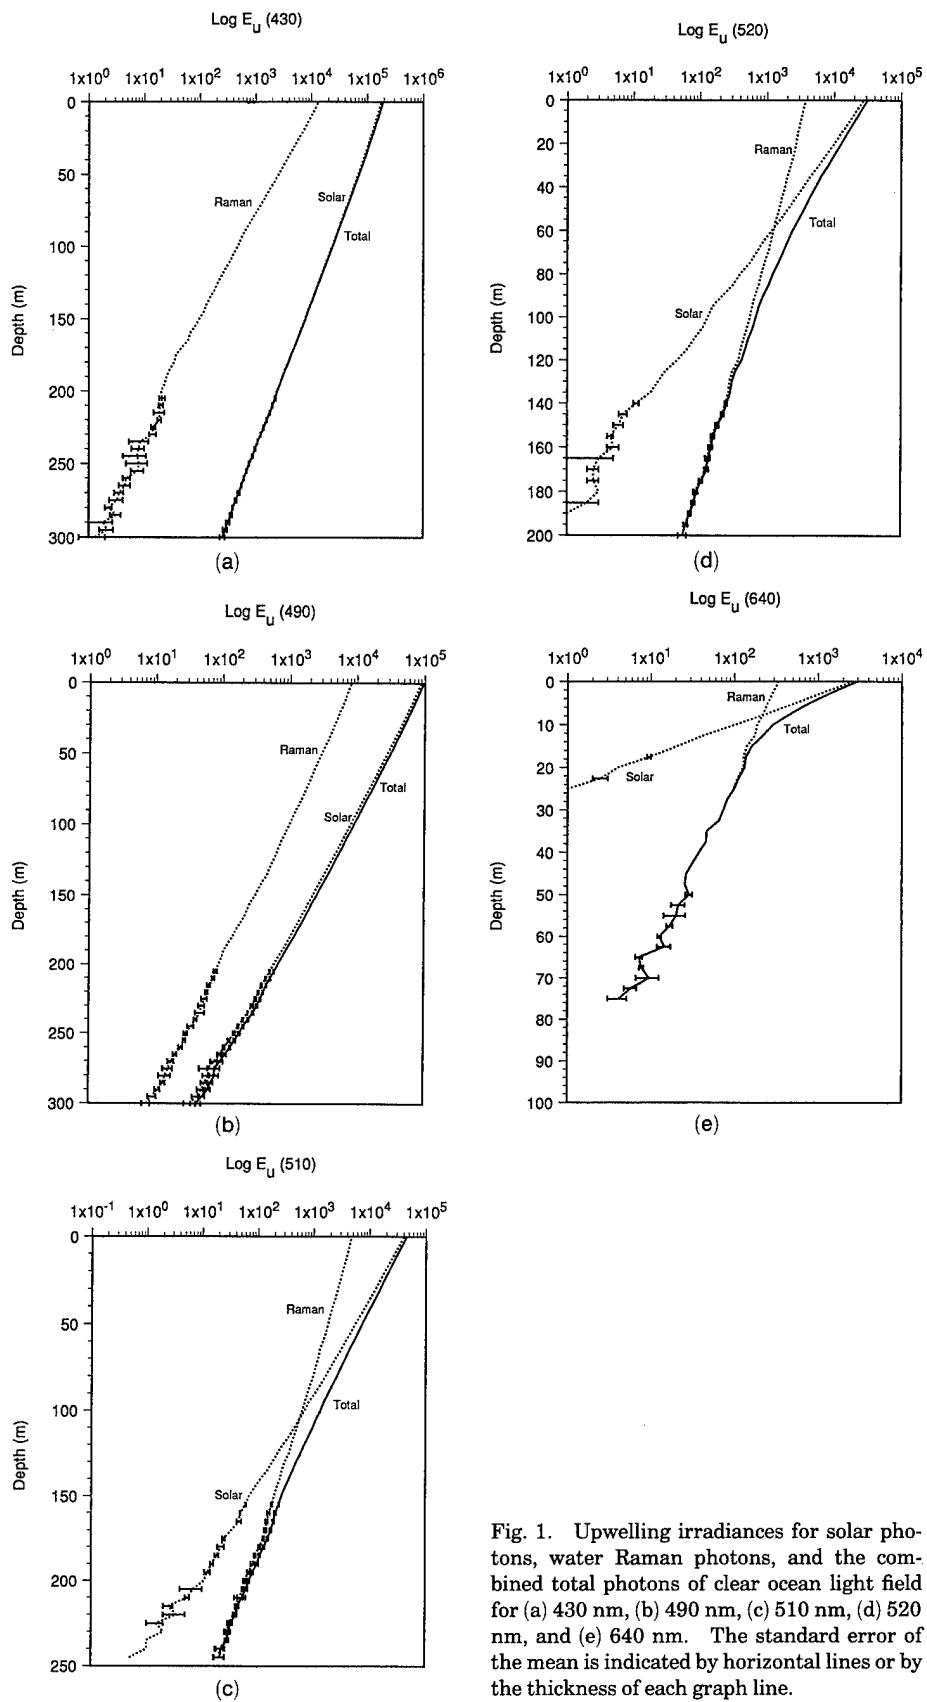 Log Eu (430)
1x10^0 1x10^1 1x10^2 1x10^3 1x10^4 1x10^5 1x10^6
0
50
100
150
200
250
300
Depth (m)
Raman
Solar
Total
(a)
Log Eu (490)
1x10^0 1x10^1 1x10^2 1x10^3 1x10^4 1x10^5
0
50
100
150
200
250
300
Depth (m)
Raman
Total
Solar
(b)
Log Eu (510)
1x10^-1 1x10^0 1x10^1 1x10^2 1x10^3 1x10^4 1x10^5
0
50
100
150
200
250
Depth (m)
Raman
Total
Solar
(c)
Log Eu (520)
1x10^0 1x10^1 1x10^2 1x10^3 1x10^4 1x10^5
0
20
40
60
80
100
120
140
160
180
200
Depth (m)
Raman
Total
Solar
(d)
Log Eu (640)
1x10^0 1x10^1 1x10^2 1x10^3 1x10^4
0
10
20
30
40
50
60
70
80
90
100
Depth (m)
Raman
Total
Solar
(e)
Fig. 1. Upwelling irradiances for solar pho-
tons, water Raman photons, and the com-
bined total photons of clear ocean light field
for (a) 430 nm, (b) 490 nm, (c) 510 nm, (d) 520
nm, and (e) 640 nm. The standard error of
the mean is indicated by horizontal lines or by
the thickness of each graph line.